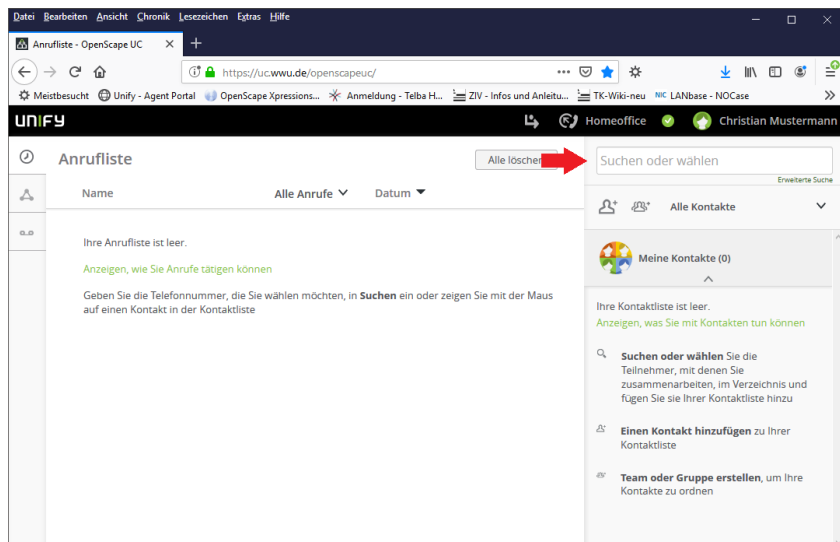 Datei Bearbeiten Ansicht Chronik Lesezeichen Extras Hilfe
Anrufliste - OpenScape UC
https://uc.wwu.de/openscapeuc/
Meistbesucht Unify - Agent Portal OpenScape Xpressions... Anmeldung - Telba H... ZIV - Infos und Anleitu... TK-Wiki-neu NIC LANbase - NOCase
UNIFY Homeoffice Christian Mustermann
Anrufliste Alle löschen
Suchen oder wählen
Erweiterte Suche
Name Alle Anrufe Datum
Alle Kontakte
Ihre Anrufliste ist leer.
Anzeigen, wie Sie Anrufe tätigen können
Geben Sie die Telefonnummer, die Sie wählen möchten, in Suchen ein oder zeigen Sie mit der Maus
auf einen Kontakt in der Kontaktliste
Meine Kontakte (0)
Ihre Kontaktliste ist leer.
Anzeigen, was Sie mit Kontakten tun können
Suchen oder wählen Sie die
Teilnehmer, mit denen Sie
zusammenarbeiten, im Verzeichnis und
fügen Sie sie Ihrer Kontaktliste hinzu
Einen Kontakt hinzufügen zu Ihrer
Kontaktliste
Team oder Gruppe erstellen, um Ihre
Kontakte zu ordnen